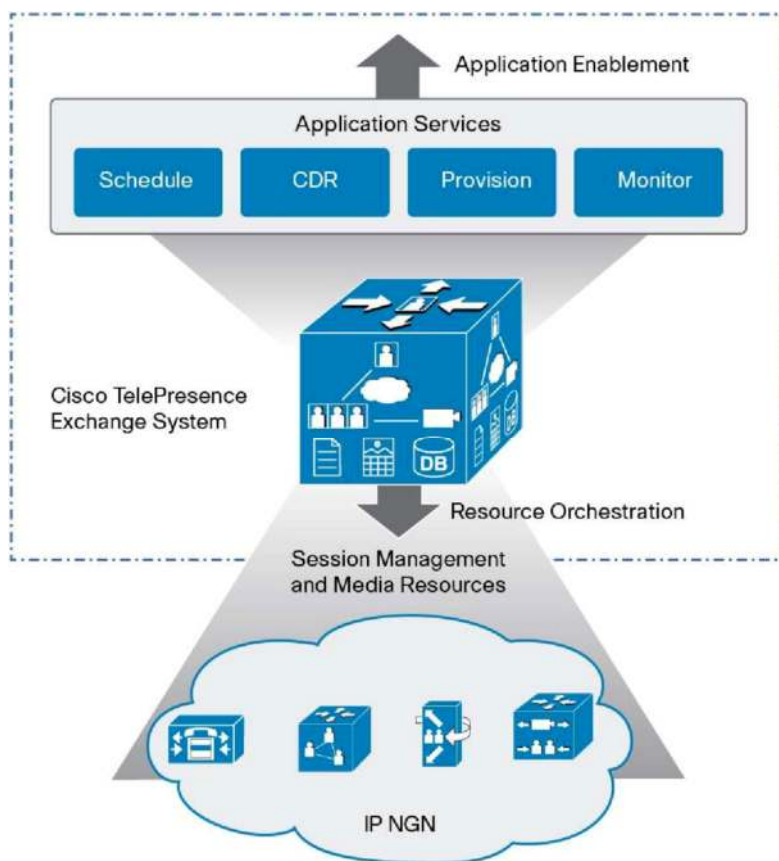 Application Enablement
Application Services
Schedule
CDR
Provision
Monitor
Cisco TelePresence
Exchange System
DB
DB
Resource Orchestration
Session Management
and Media Resources
IP NGN